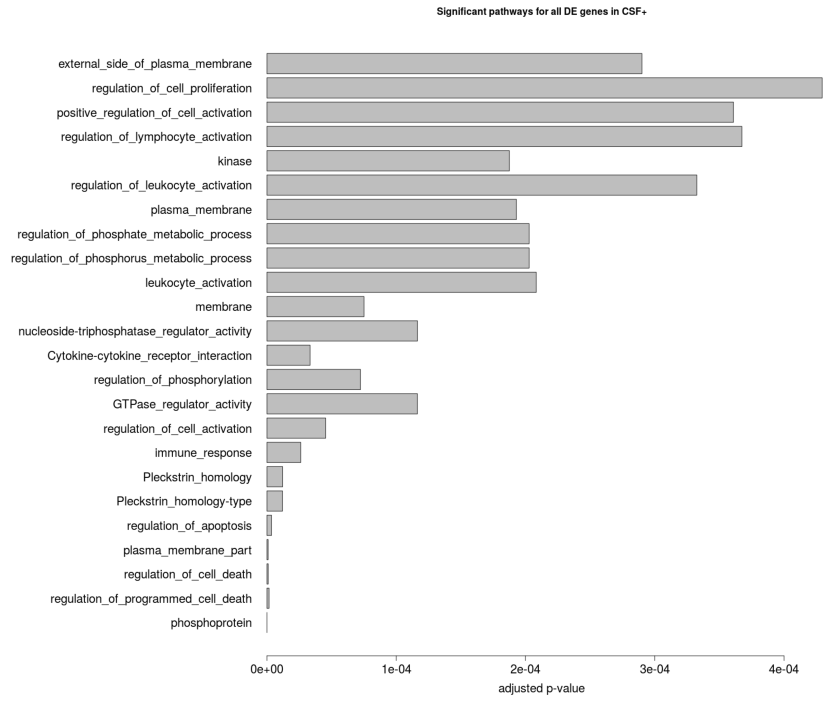 Significant pathways for all DE genes in CSF+
external_side_of_plasma_membrane
regulation_of_cell_proliferation
positive_regulation_of_cell_activation
regulation_of_lymphocyte_activation
kinase
regulation_of_leukocyte_activation
plasma_membrane
regulation_of_phosphate_metabolic_process
regulation_of_phosphorus_metabolic_process
leukocyte_activation
membrane
nucleoside-triphosphatase_regulator_activity
Cytokine-cytokine_receptor_interaction
regulation_of_phosphorylation
GTPase_regulator_activity
regulation_of_cell_activation
immune_response
Pleckstrin_homology
Pleckstrin_homology-type
regulation_of_apoptosis
plasma_membrane_part
regulation_of_cell_death
regulation_of_programmed_cell_death
phosphoprotein
0e+00 1e-04 2e-04 3e-04 4e-04
adjusted p-value